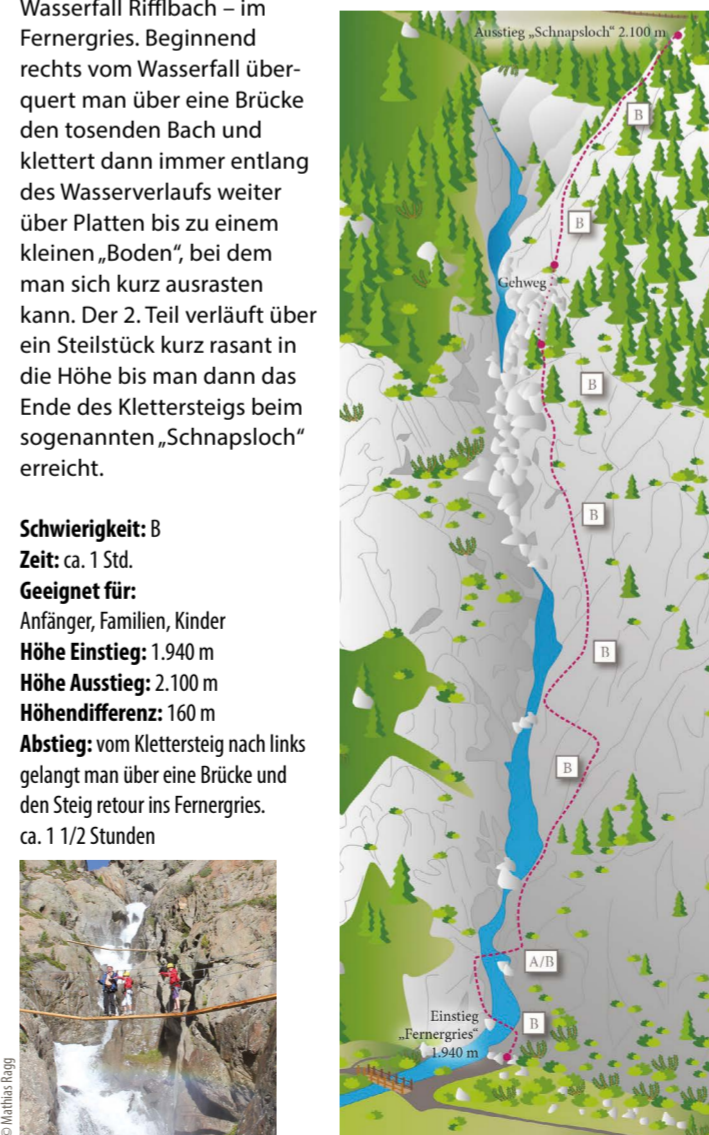 Wasserfall Rifflbach – im
Fernergries. Beginnend
rechts vom Wasserfall über-
quert man über eine Brücke
den tosenden Bach und
klettert dann immer entlang
des Wasserverlaufs weiter
über Platten bis zu einem
kleinen „Boden“, bei dem
man sich kurz ausrasten
kann. Der 2. Teil verläuft über
ein Steilstück kurz rasant in
die Höhe bis man dann das
Ende des Klettersteigs beim
sogenannten „Schnapsloch“
erreicht.
Schwierigkeit: B
Zeit: ca. 1 Std.
Geeignet für:
Anfänger, Familien, Kinder
Höhe Einstieg: 1.940 m
Höhe Ausstieg: 2.100 m
Höhendifferenz: 160 m
Abstieg: vom Klettersteig nach links
gelangt man über eine Brücke und
den Steig retour ins Fernergries.
ca. 1 1/2 Stunden
© Mathias Ragg
Ausstieg „Schnapsloch“ 2.100 m
B
B
Gehweg
B
B
B
B
A/B
B
Einstieg
„Fernergries“
1.940 m